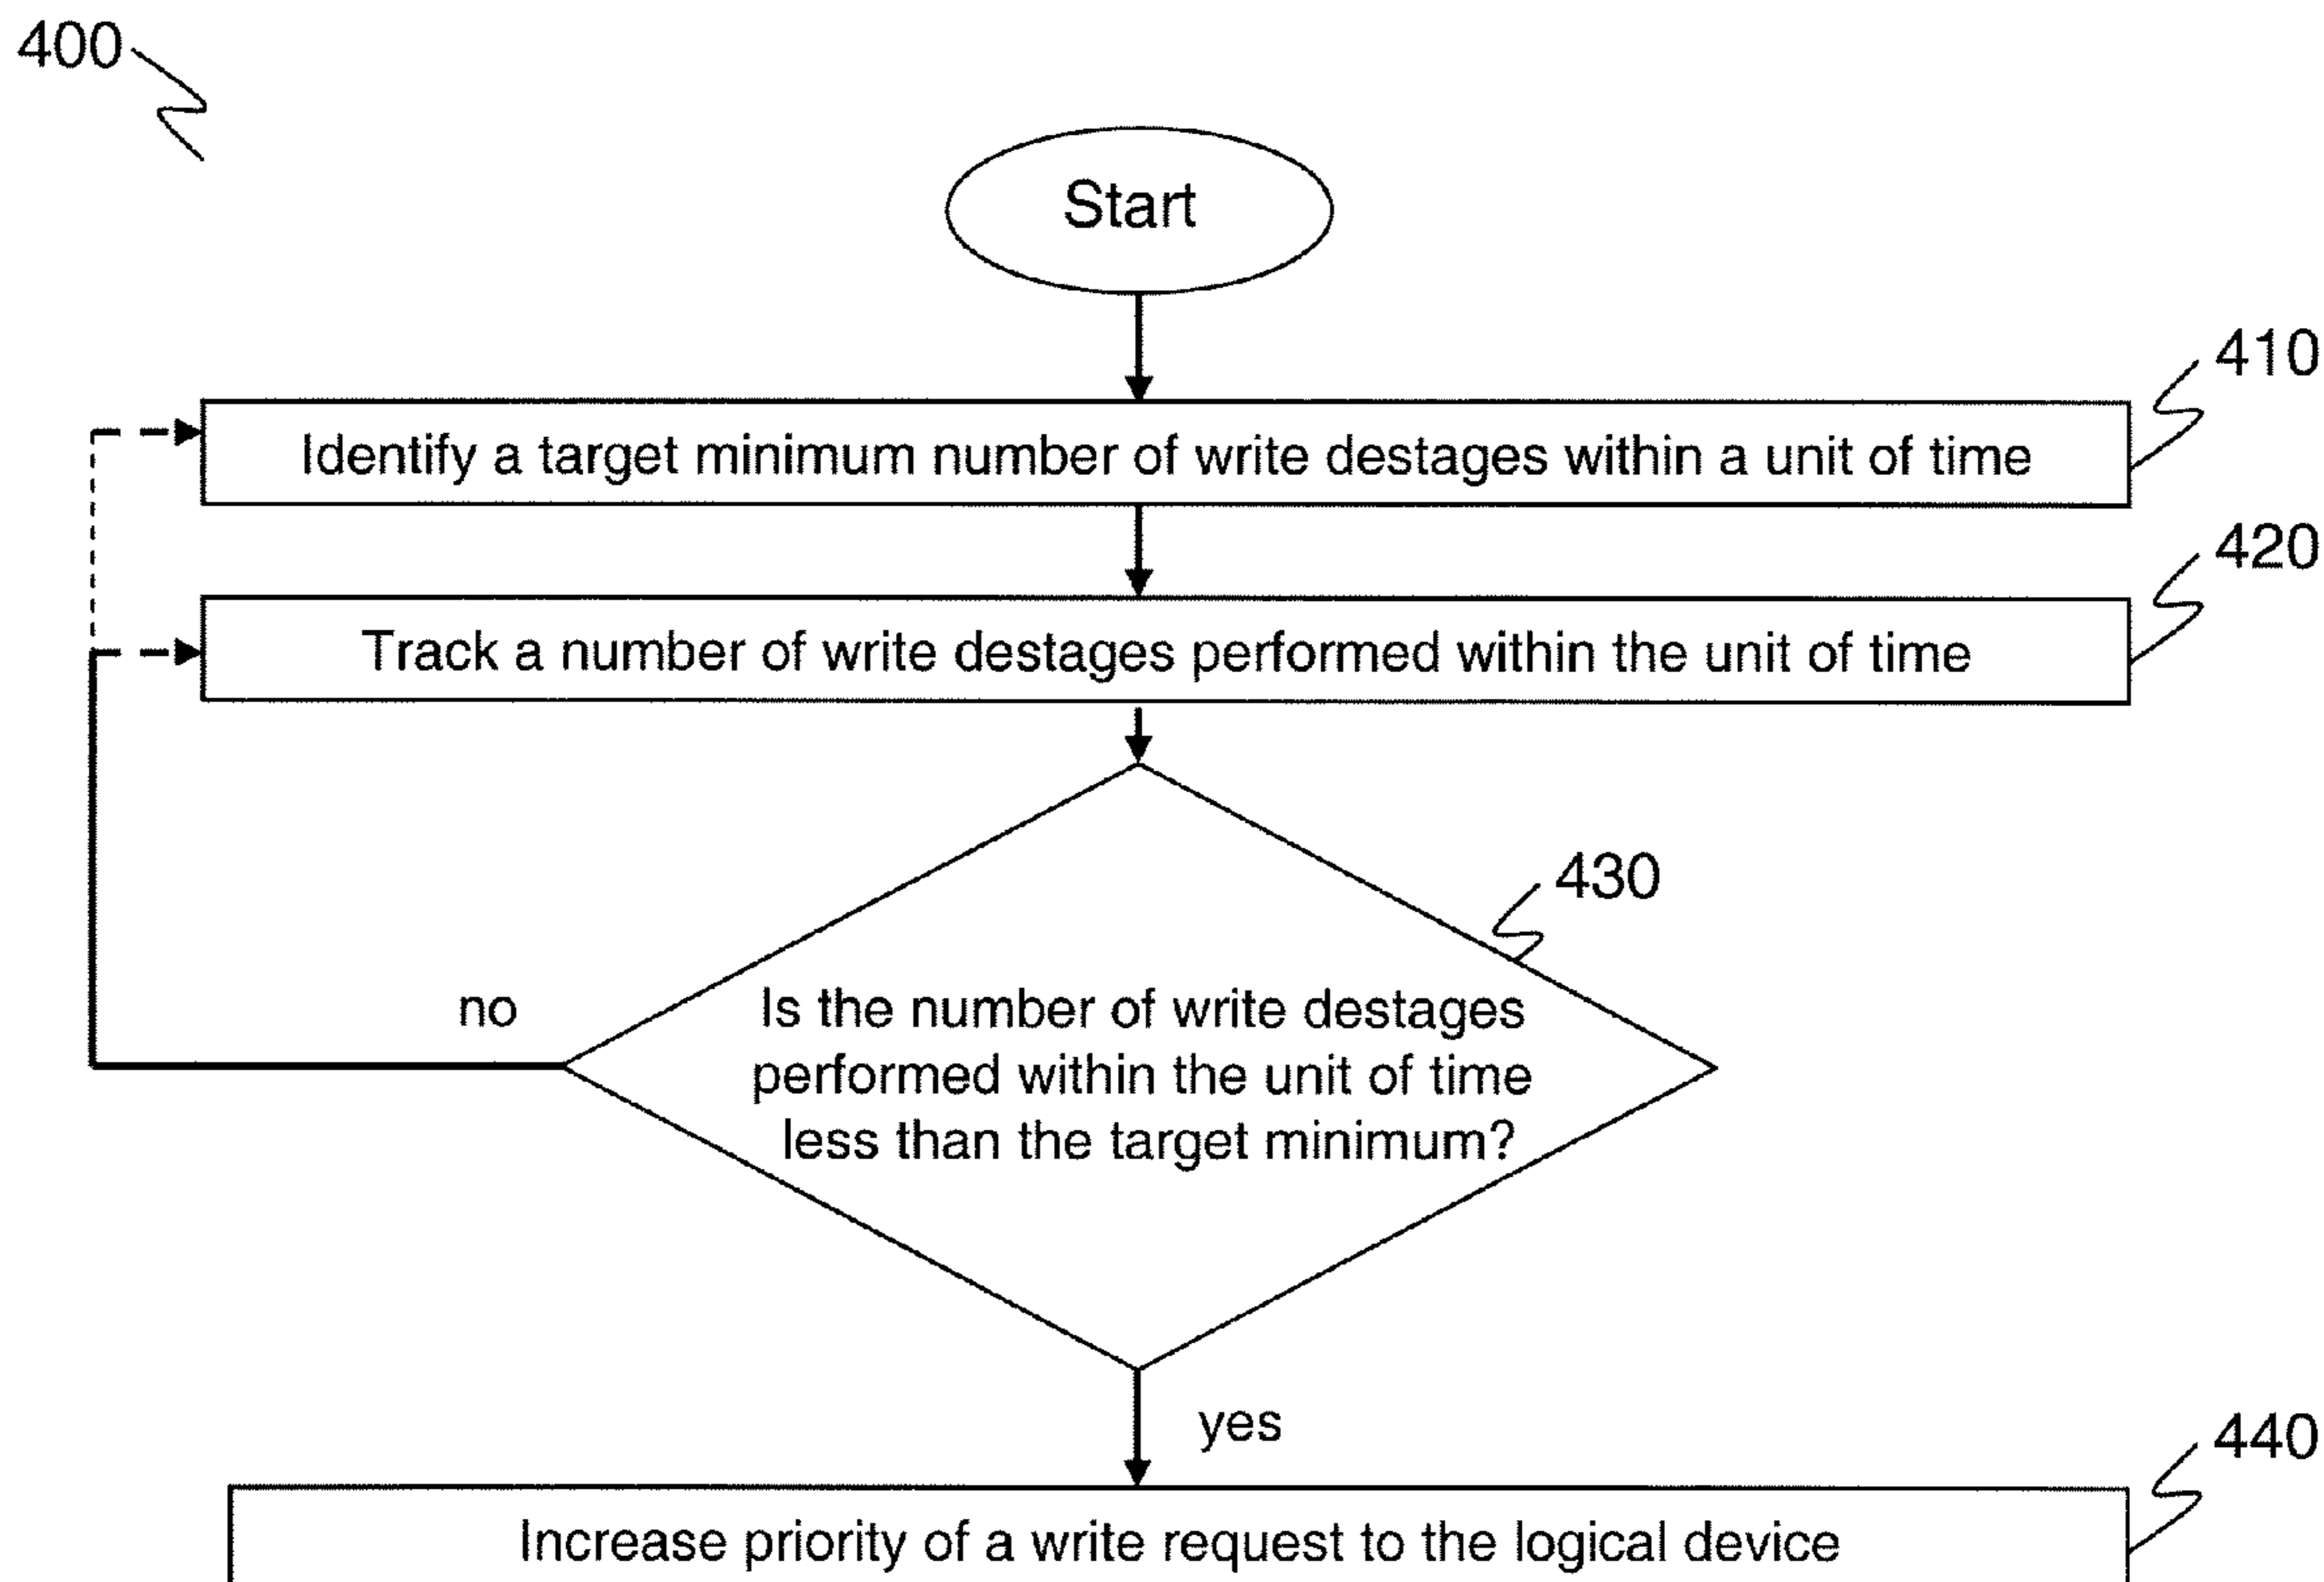 400
Start
410
Identify a target minimum number of write destages within a unit of time
420
Track a number of write destages performed within the unit of time
430
no
Is the number of write destages
performed within the unit of time
less than the target minimum?
yes
440
Increase priority of a write request to the logical device